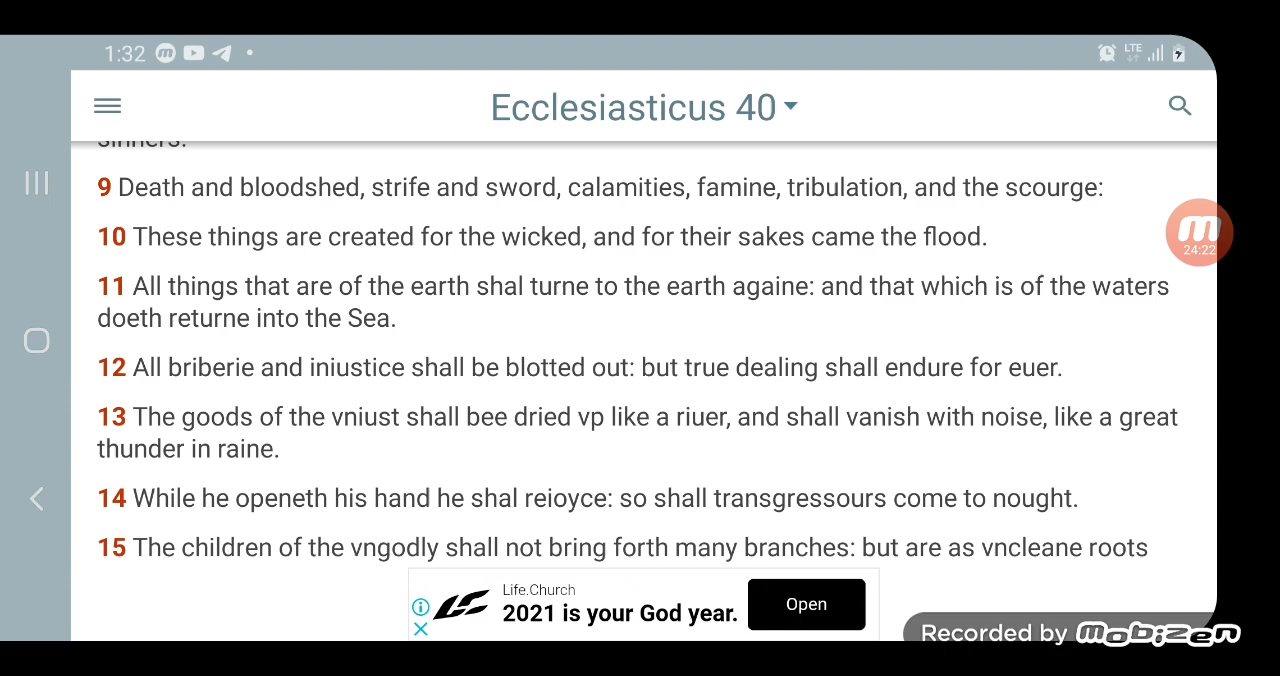 1:32
LTE
Ecclesiasticus 40
sinners.
9 Death and bloodshed, strife and sword, calamities, famine, tribulation, and the scourge:
10 These things are created for the wicked, and for their sakes came the flood.
11 All things that are of the earth shal turne to the earth againe: and that which is of the waters
doeth returne into the Sea.
12 All briberie and iniustice shall be blotted out: but true dealing shall endure for euer.
13 The goods of the vniust shall bee dried vp like a riuer, and shall vanish with noise, like a great
thunder in raine.
14 While he openeth his hand he shal reioyce: so shall transgressours come to nought.
15 The children of the vngodly shall not bring forth many branches: but are as vncleane roots
m
24:22
Life.Church
2021 is your God year.
Open
Recorded by mobizen